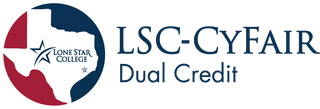 LONE STAR
COLLEGE
LSC-CYFAIR
Dual Credit